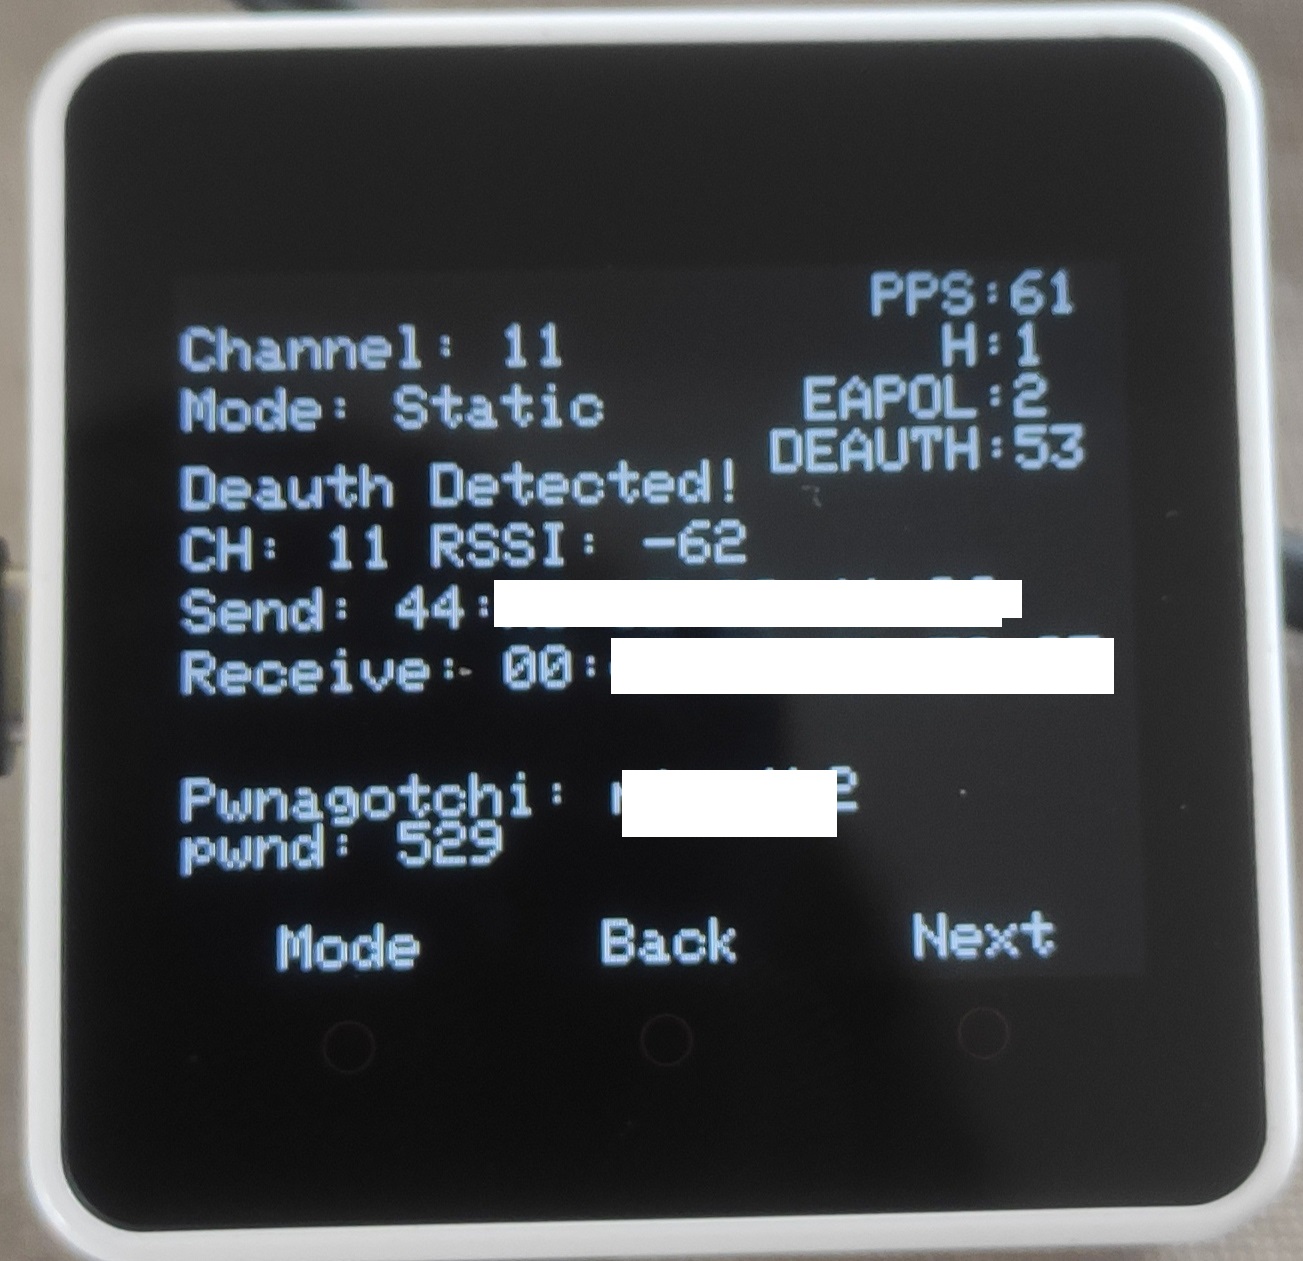 PPS:61
Channel: 11
H:1
Mode: Static
EAPOL:2
DEAUTH:53
Deauth Detected!
CH: 11 RSSI: -62
Send: 44:
Receive: 00:
Pwnagotchi:
pwnd: 529
Mode Back Next